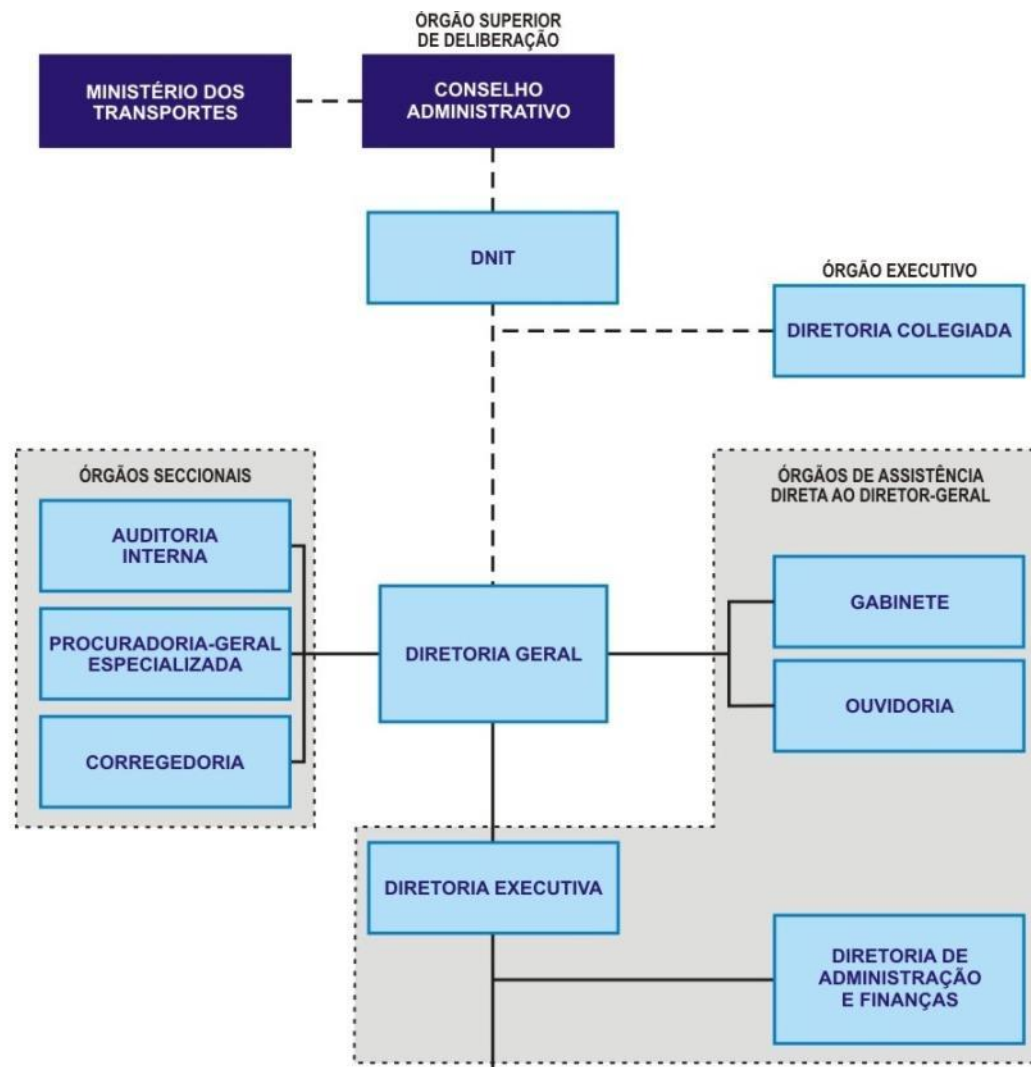 ÓRGÃO SUPERIOR
DE DELIBERAÇÃO
MINISTÉRIO DOS
TRANSPORTES
CONSELHO
ADMINISTRATIVO
DNIT
ÓRGÃO EXECUTIVO
DIRETORIA COLEGIADA
ÓRGÃOS SECCIONAIS
AUDITORIA
INTERNA
PROCURADORIA-GERAL
ESPECIALIZADA
CORREGEDORIA
DIRETORIA GERAL
ÓRGÃOS DE ASSISTÊNCIA
DIRETA AO DIRETOR-GERAL
GABINETE
OUVIDORIA
DIRETORIA EXECUTIVA
DIRETORIA DE
ADMINISTRAÇÃO
E FINANÇAS